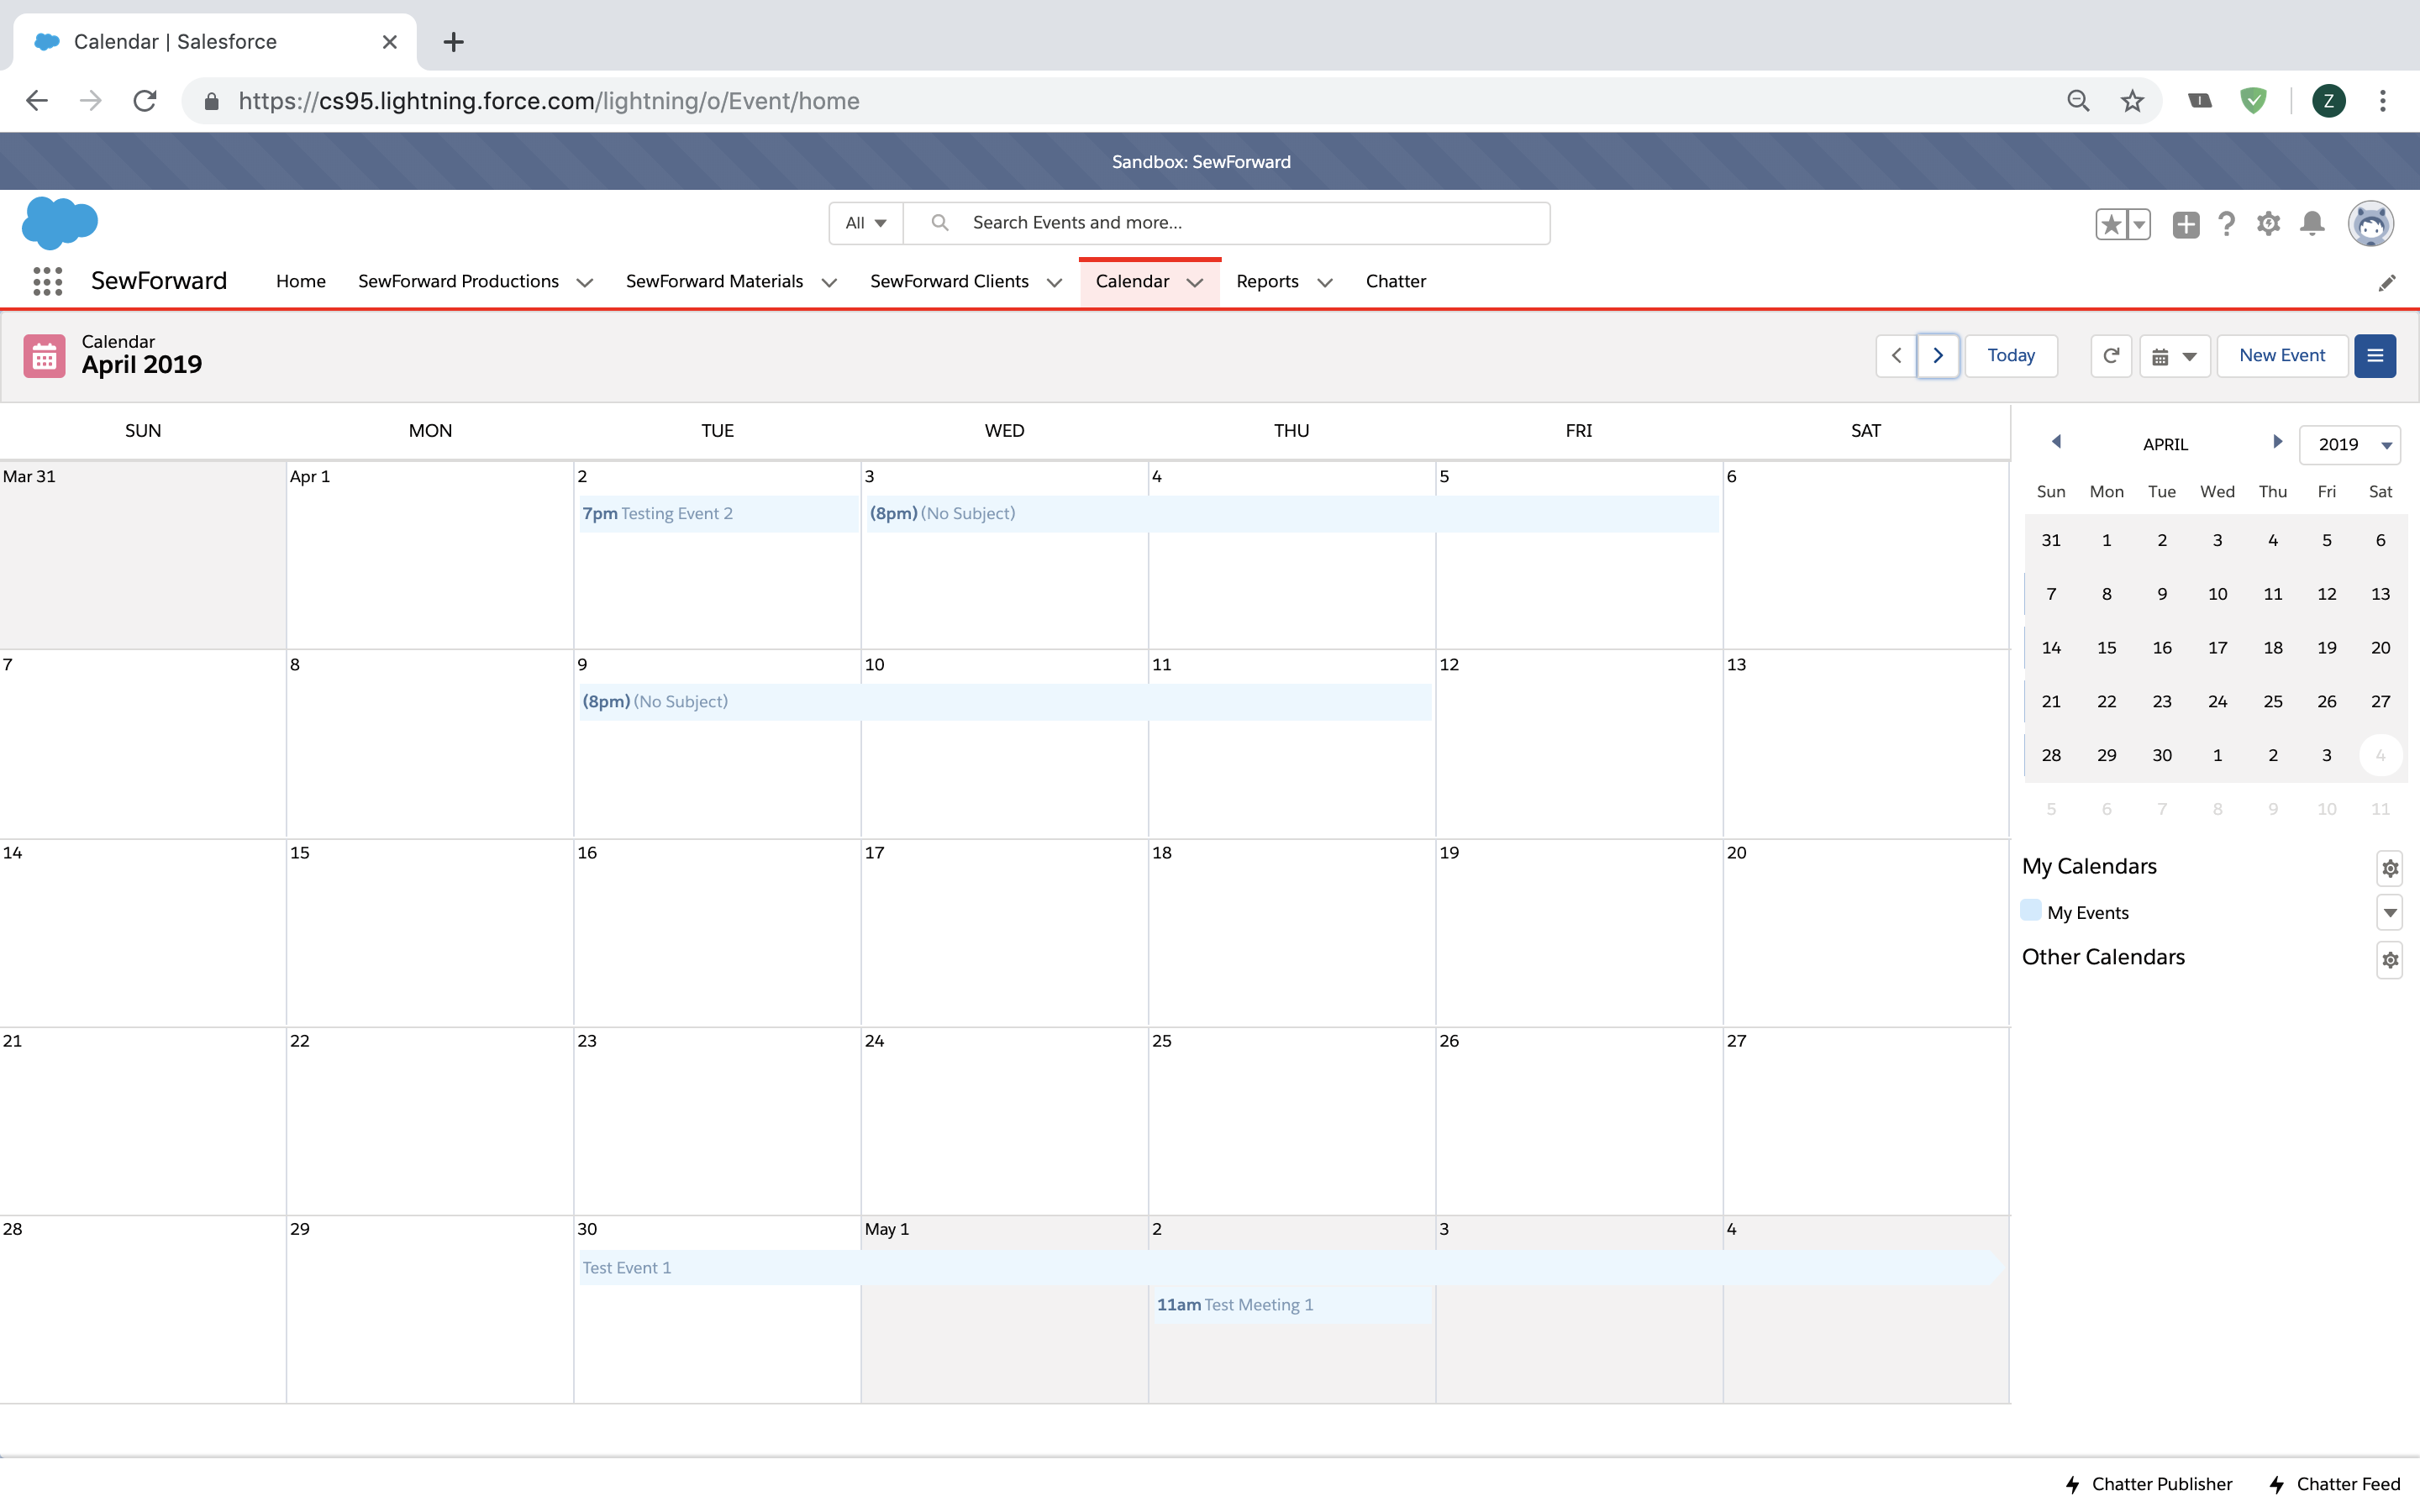 Calendar | Salesforce
https://cs95.lightning.force.com/lightning/o/Event/home
Z
Sandbox: SewForward
All
Search Events and more...
SewForward
Home
SewForward Productions
SewForward Materials
SewForward Clients
Calendar
Reports
Chatter
Calendar
April 2019
Today
New Event
SUN MON TUE WED THU FRI SAT
Mar 31 Apr 1 2 3 4 5 6
7pm Testing Event 2
(8pm) (No Subject)
7 8 9 10 11 12 13
(8pm) (No Subject)
14 15 16 17 18 19 20
21 22 23 24 25 26 27
28 29 30 May 1 2 3 4
Test Event 1
11am Test Meeting 1
APRIL 2019
Sun Mon Tue Wed Thu Fri Sat
31 1 2 3 4 5 6
7 8 9 10 11 12 13
14 15 16 17 18 19 20
21 22 23 24 25 26 27
28 29 30 1 2 3 4
5 6 7 8 9 10 11
My Calendars
My Events
Other Calendars
Chatter Publisher
Chatter Feed